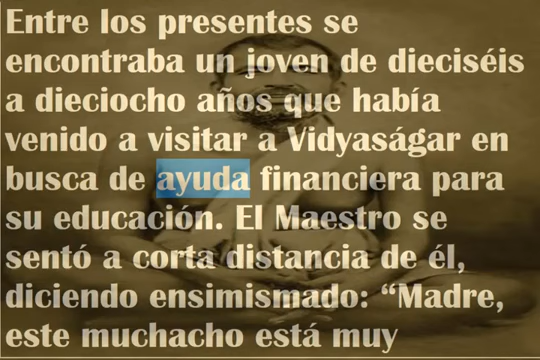 Entre los presentes se
encontraba un joven de dieciséis
a dieciocho años que había
venido a visitar a Vidyaságar en
busca de ayuda financiera para
su educación. El Maestro se
sentó a corta distancia de él,
diciendo ensimismado: “Madre,
este muchacho está muy